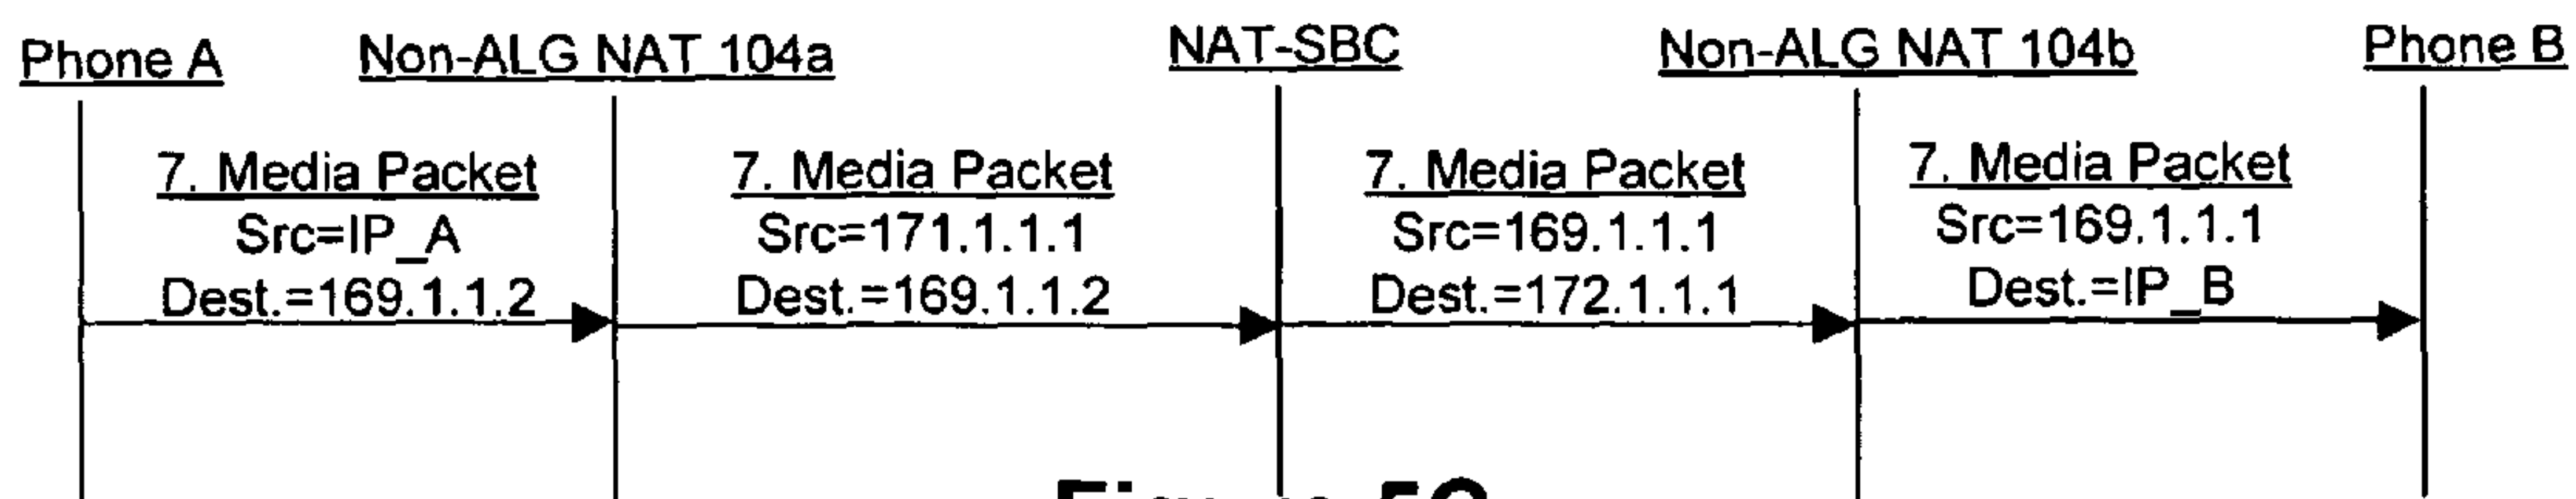 Phone A
Non-ALG NAT 104a
NAT-SBC
Non-ALG NAT 104b
Phone B
7. Media Packet
Src=IP_A
Dest.=169.1.1.2
7. Media Packet
Src=171.1.1.1
Dest.=169.1.1.2
7. Media Packet
Src=169.1.1.1
Dest.=172.1.1.1
7. Media Packet
Src=169.1.1.1
Dest.=IP_B